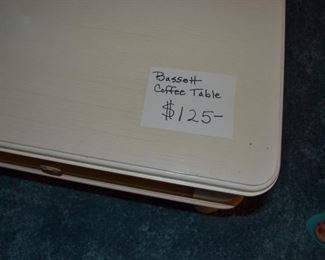 Bassett
Coffee Table
$125-